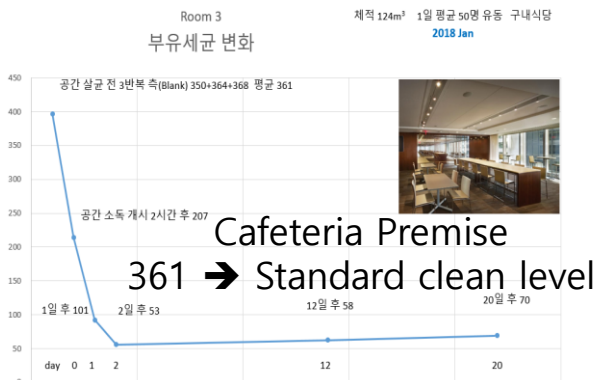 Room 3
체적 124m³ 1일 평균 50명 유동 구내식당
부유세균 변화
2018 Jan
450
공간 살균 전 3반복 측(Blank) 350+364+368 평균 361
400
350
300
250
공간 소독 개시 2시간 후 207
Cafeteria Premise
200
361 ➔ Standard clean level
150
1일 후 101
2일 후 53
12일 후 58
20일 후 70
100
50
day 0 1 2 12 20
0